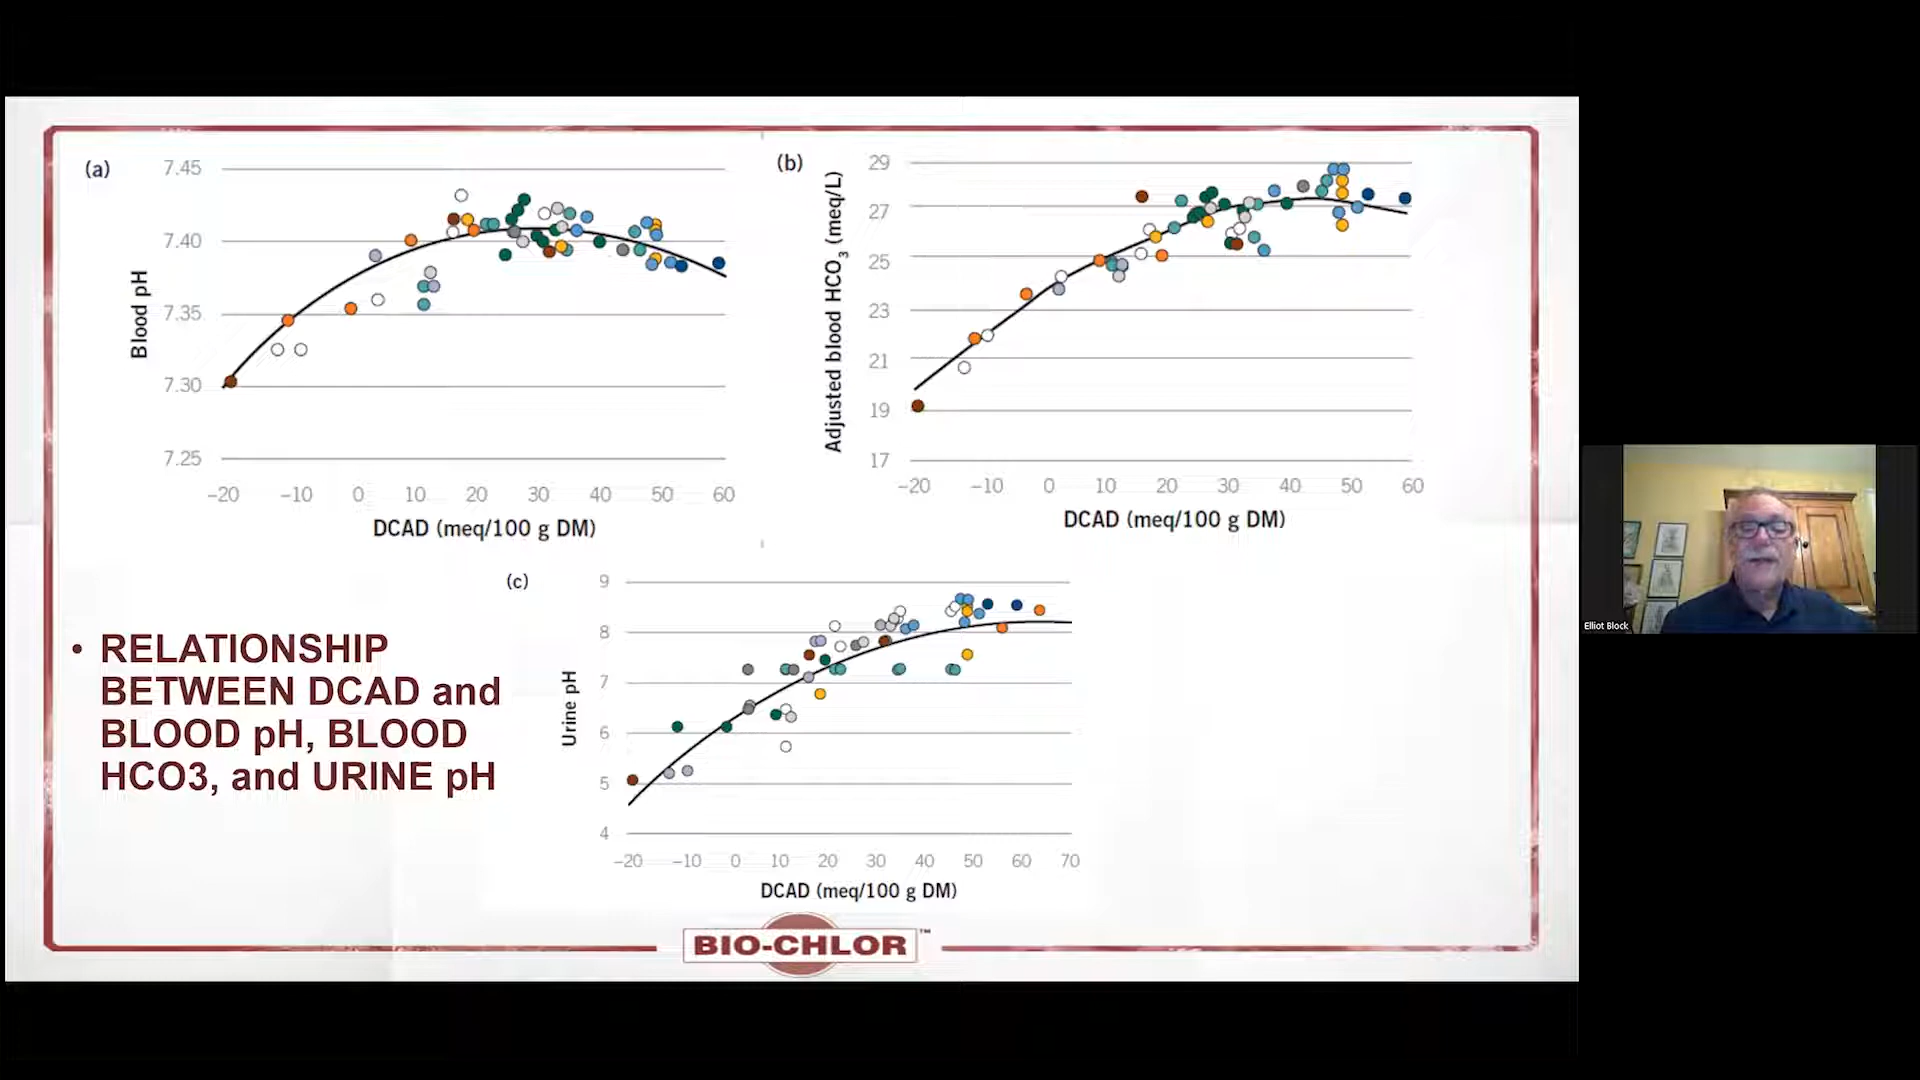 (a)
7.45
7.40
7.35
7.30
7.25
Blood pH
−20 −10 0 10 20 30 40 50 60
DCAD (meq/100 g DM)
(b)
29
27
25
23
21
19
17
Adjusted blood HCO3 (meq/L)
−20 −10 0 10 20 30 40 50 60
DCAD (meq/100 g DM)
(c)
9
8
7
6
5
4
Urine pH
−20 −10 0 10 20 30 40 50 60 70
DCAD (meq/100 g DM)
• RELATIONSHIP
BETWEEN DCAD and
BLOOD pH, BLOOD
HCO3, and URINE pH
BIO-CHLOR™
Elliot Block